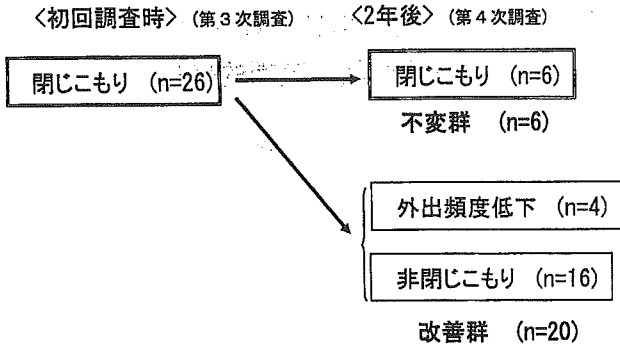 〈初回調査時〉（第３次調査） 〈2年後〉（第４次調査）
閉じこもり （n=26）
閉じこもり （n=6）
不変群 （n=6）
外出頻度低下 （n=4）
非閉じこもり （n=16）
改善群 （n=20）